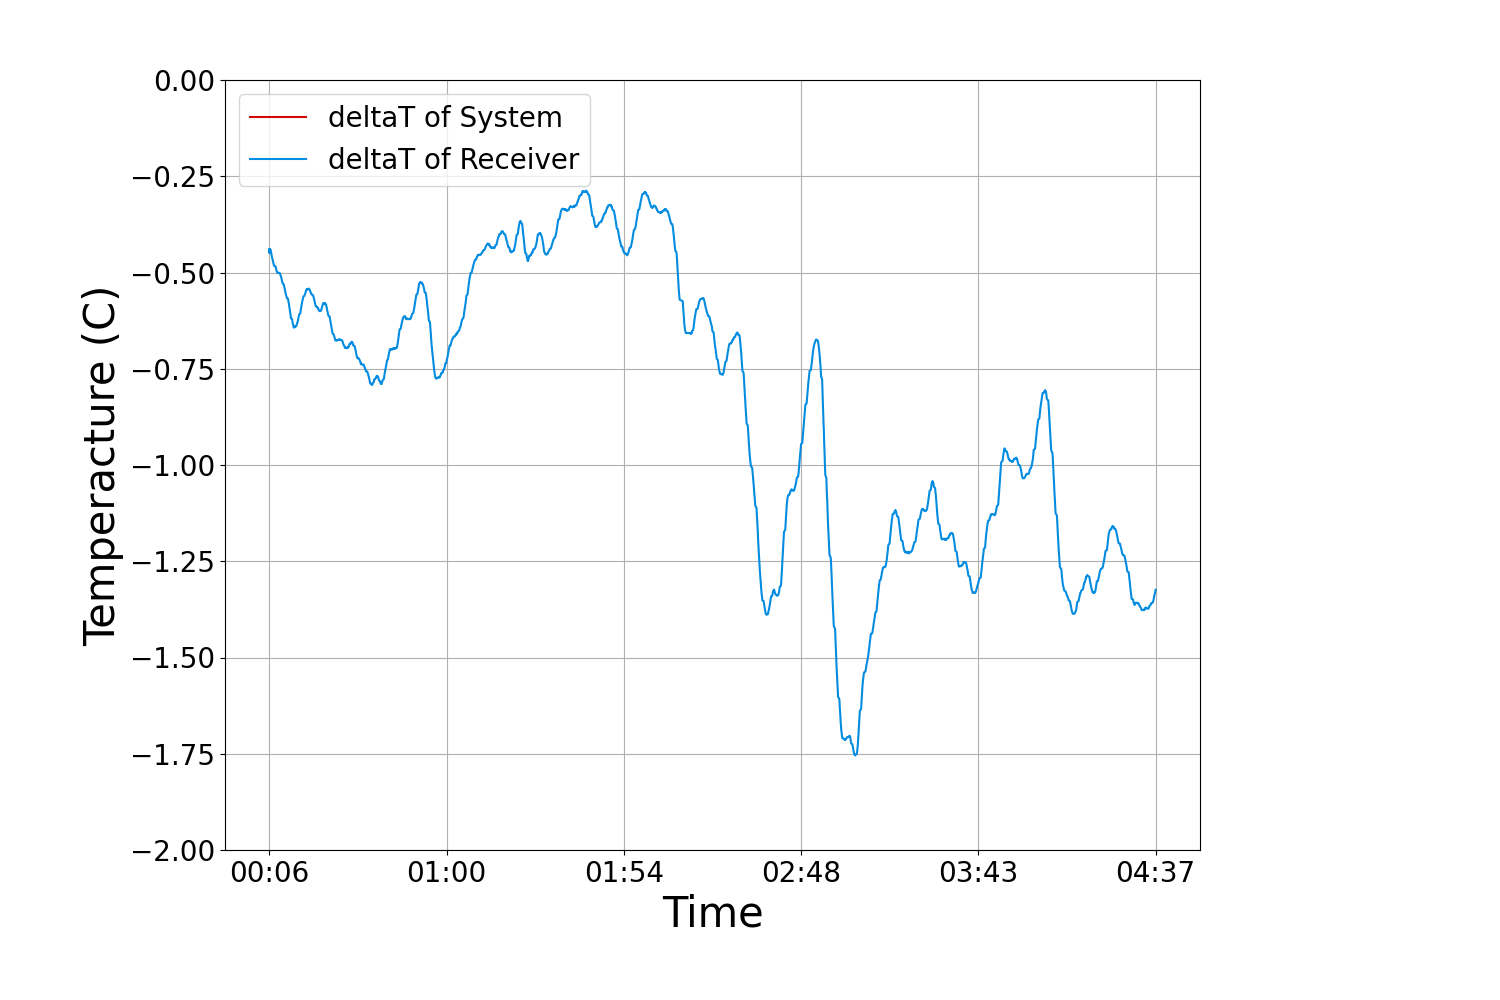 0.00
−0.25
−0.50
−0.75
−1.00
−1.25
−1.50
−1.75
−2.00
Temperacture (C)
deltaT of System
deltaT of Receiver
00:06 01:00 01:54 02:48 03:43 04:37
Time